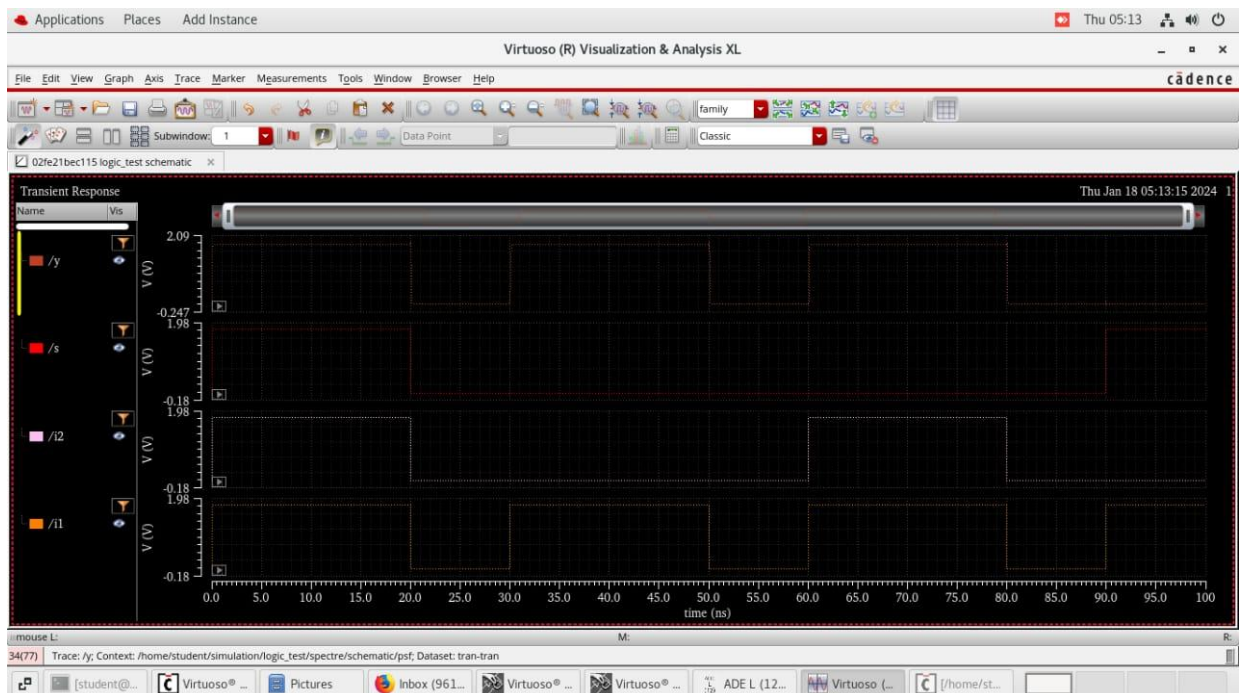 Applications Places Add Instance Thu 05:13
Virtuoso (R) Visualization & Analysis XL
File Edit View Graph Axis Trace Marker Measurements Tools Window Browser Help cādence
family
Subwindow: 1 Data Point Classic
02fe21bec115 logic_test schematic
Transient Response Thu Jan 18 05:13:15 2024 1
Name Vis
2.09
/y
V (V)
-0.247
1.98
/s
V (V)
-0.18
1.98
/i2
V (V)
-0.18
1.98
/i1
V (V)
-0.18
0.0 5.0 10.0 15.0 20.0 25.0 30.0 35.0 40.0 45.0 50.0 55.0 60.0 65.0 70.0 75.0 80.0 85.0 90.0 95.0 100
time (ns)
mouse L: M: R:
34(77) Trace: /y; Context: /home/student/simulation/logic_test/spectre/schematic/psf; Dataset: tran-tran
[student@... Virtuoso® ... Pictures Inbox (961... Virtuoso® ... Virtuoso® ... ADE L (12... Virtuoso (... [/home/st...